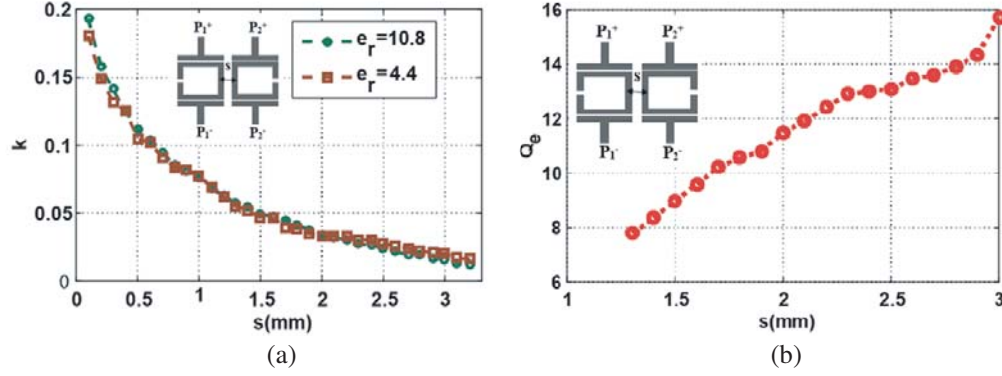 (a)
0.2
0.15
0.1
0.05
0
k
P1+ P2+
s
P1- P2-
er=10.8
er=4.4
0 0.5 1 1.5 2 2.5 3
s(mm)
(a)
(b)
16
14
12
10
8
6
Qe
P1+ P2+
s
P1- P2-
1 1.5 2 2.5 3
s(mm)
(b)